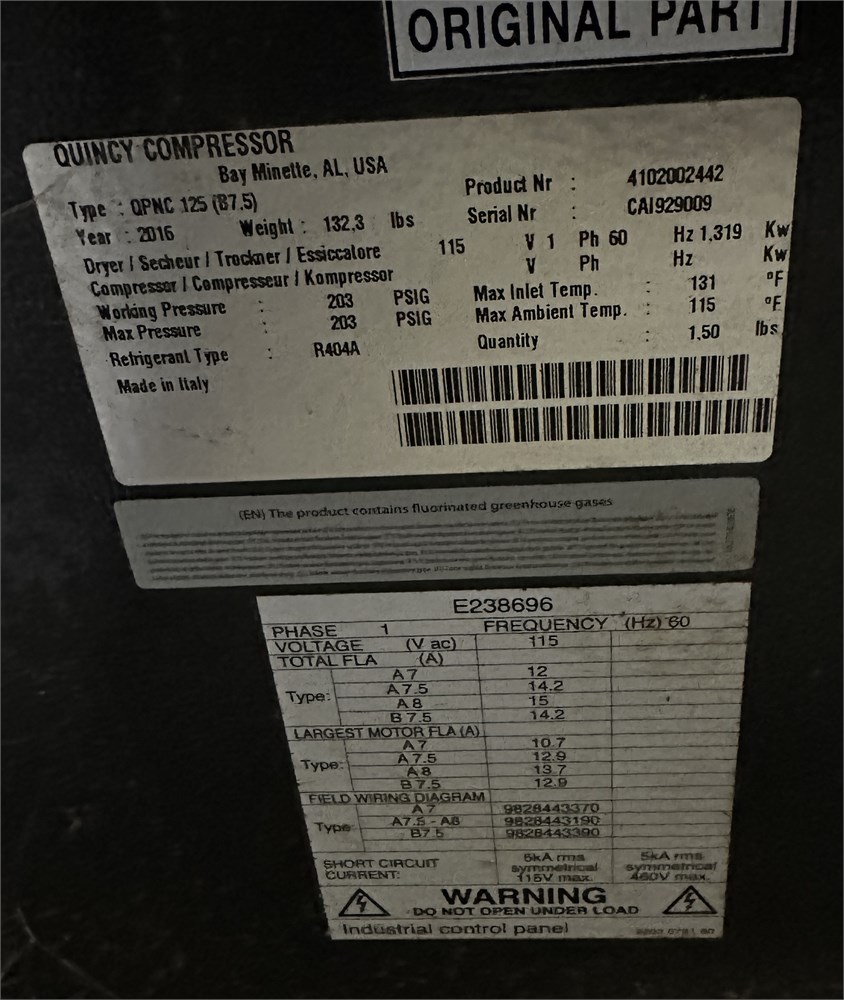 ORIGINAL PART
QUINCY COMPRESSOR
Bay Minette, AL, USA
Type : QPNC 125 (B7.5)
Product Nr : 4102002442
Year : 2016 Weight : 132,3 lbs
Serial Nr : CAI929009
Dryer / Secheur / Trockner / Essiccatore 115 V 1 Ph 60 Hz 1,319 Kw
Compressor / Compresseur / Kompressor V Ph Hz Kw
Working Pressure : 203 PSIG Max Inlet Temp. : 131 °F
Max Pressure : 203 PSIG Max Ambient Temp. : 115 °F
Refrigerant Type : R404A Quantity : 1,50 lbs
Made in Italy
(EN) The product contains fluorinated greenhouse gases
E238696
PHASE 1 FREQUENCY (Hz) 60
VOLTAGE (V ac) 115
TOTAL FLA (A)
Type:
A7 12
A7.5 14.2
A8 15
B7.5 14.2
LARGEST MOTOR FLA (A)
Type:
A7 10.7
A7.5 12.9
A8 13.7
B7.5 12.9
FIELD WIRING DIAGRAM
Type:
A7 9828443370
A7.5 - A8 9828443190
B7.5 9828443390
SHORT CIRCUIT CURRENT:
5kA rms symmetrical 115V max.
5kA rms symmetrical 460V max.
WARNING
DO NOT OPEN UNDER LOAD
Industrial control panel